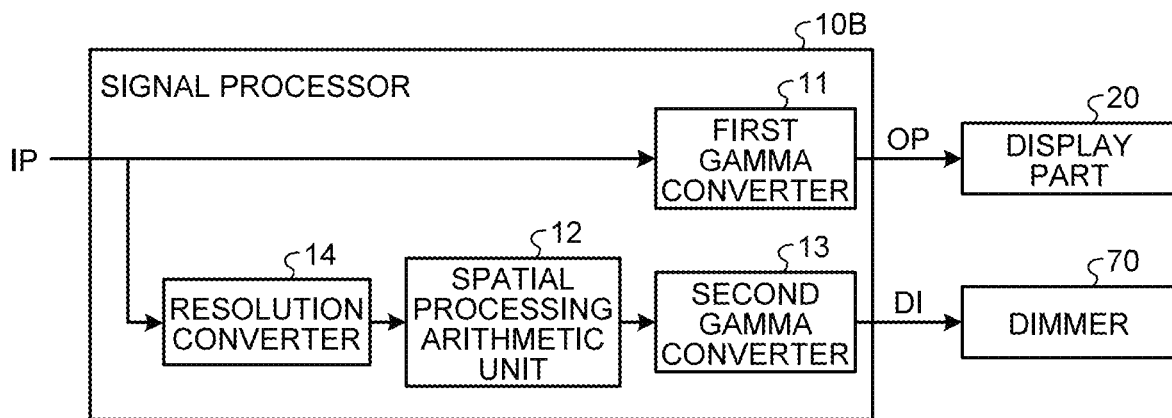 10B
SIGNAL PROCESSOR
11
20
FIRST
GAMMA
CONVERTER
OP
DISPLAY
PART
IP
14
12
13
70
RESOLUTION
CONVERTER
SPATIAL
PROCESSING
ARITHMETIC
UNIT
SECOND
GAMMA
CONVERTER
DI
DIMMER